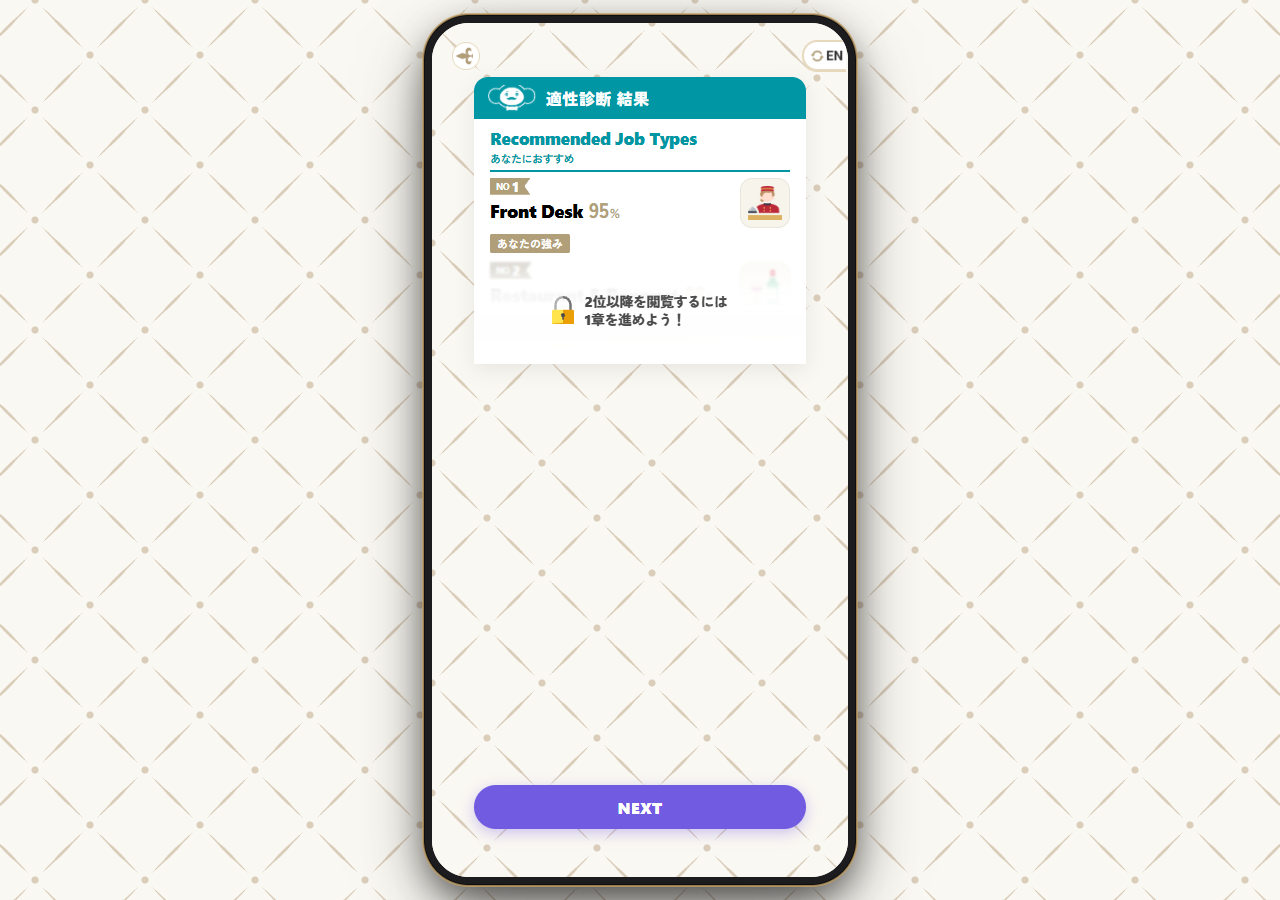 EN
適性診断 結果
Recommended Job Types
あなたにおすすめ
NO 1
Front Desk 95%
あなたの強み
NO 2
2位以降を閲覧するには
1章を進めよう！
NEXT